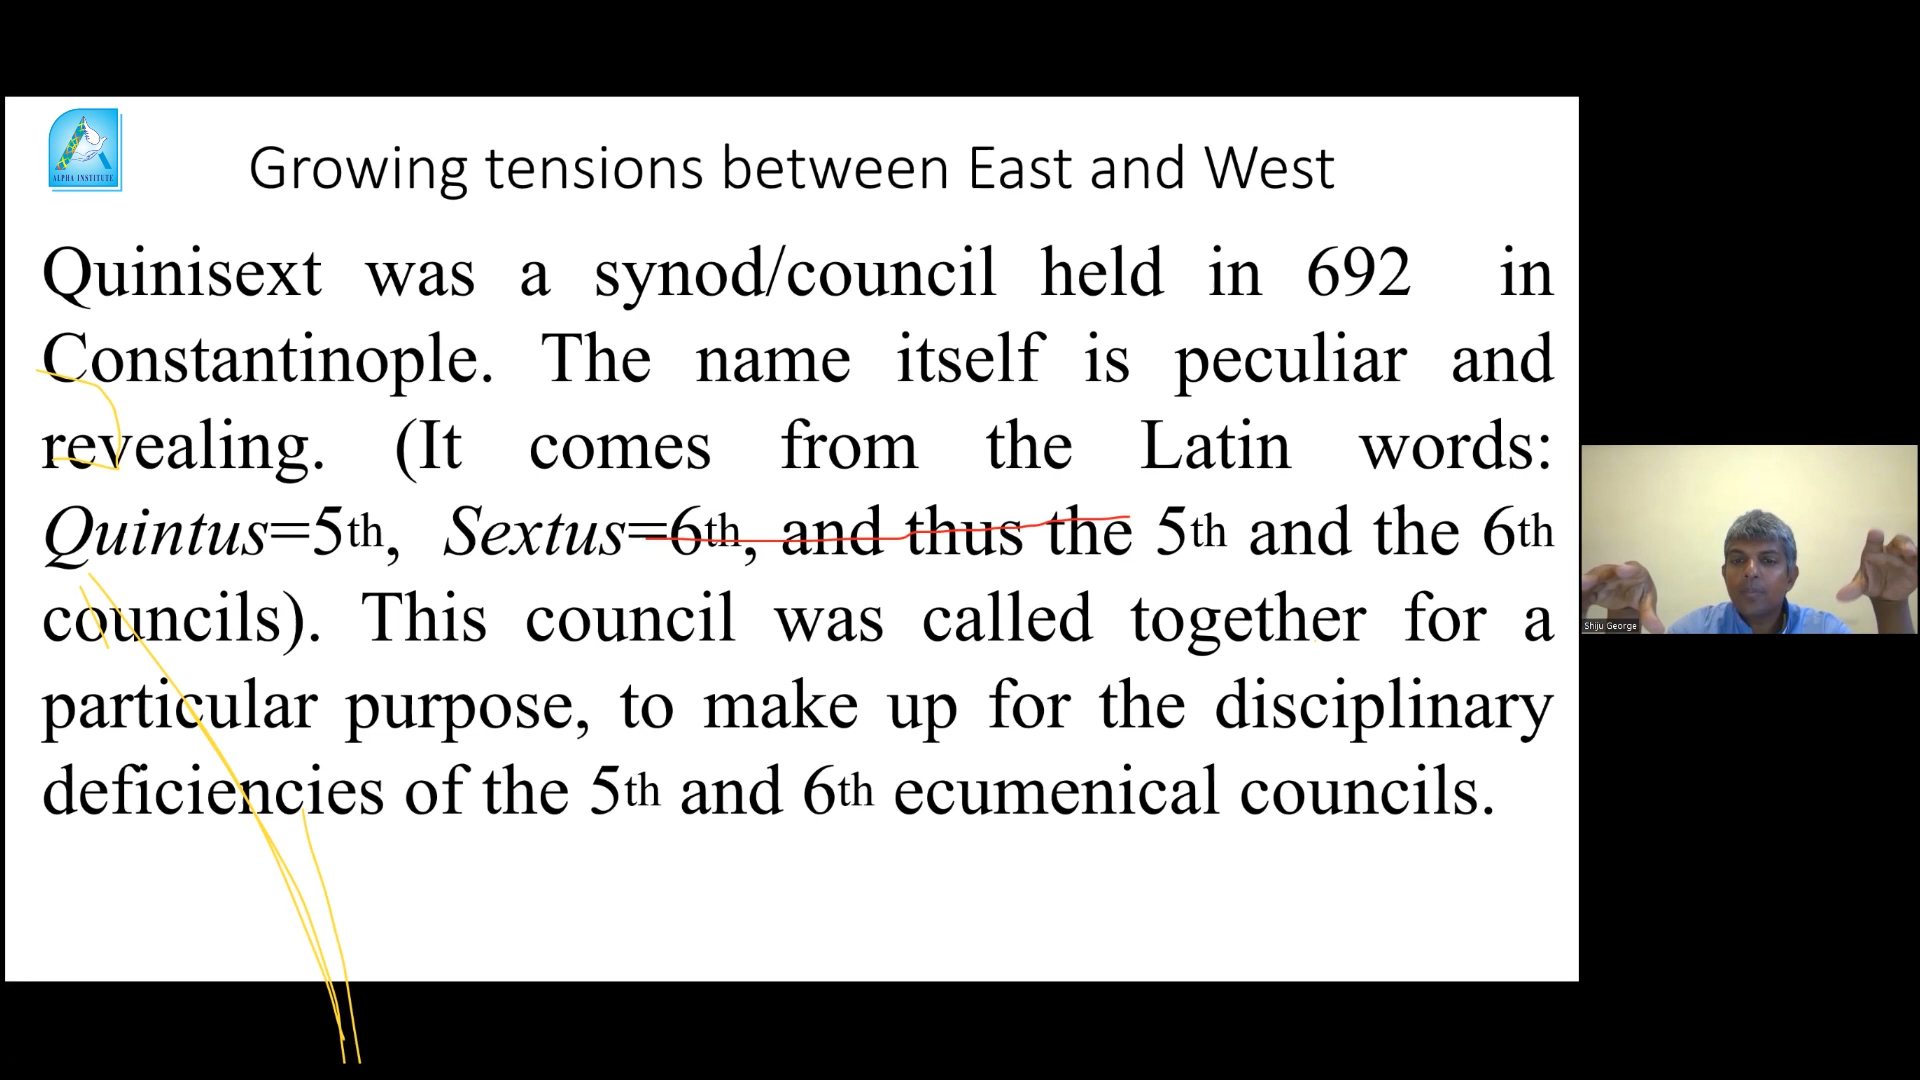 ALPHA INSTITUTE
Growing tensions between East and West
Quinisext was a synod/council held in 692 in
Constantinople. The name itself is peculiar and
revealing. (It comes from the Latin words:
Quintus=5th, Sextus=6th, and thus the 5th and the 6th
councils). This council was called together for a
particular purpose, to make up for the disciplinary
deficiencies of the 5th and 6th ecumenical councils.
Shiju George